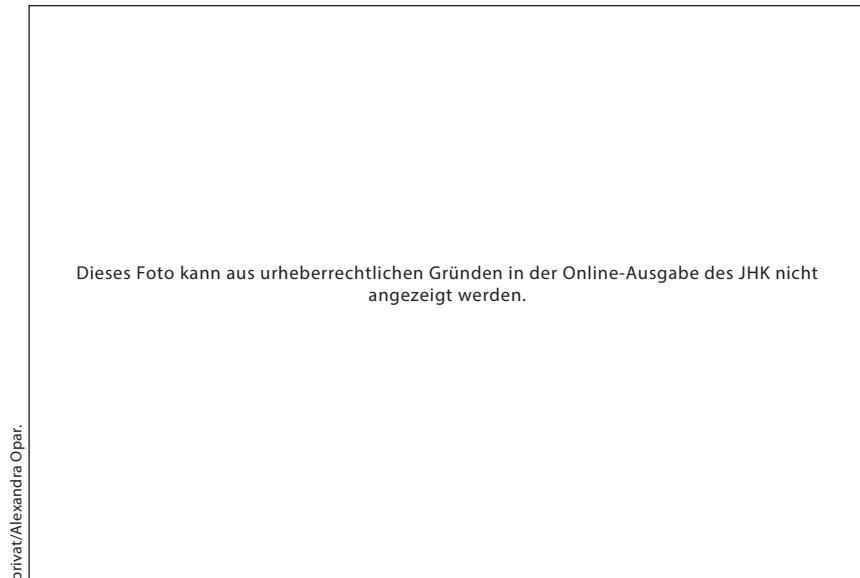 Dieses Foto kann aus urheberrechtlichen Gründen in der Online-Ausgabe des JHK nicht
angezeigt werden.
privat/Alexandra Opar.